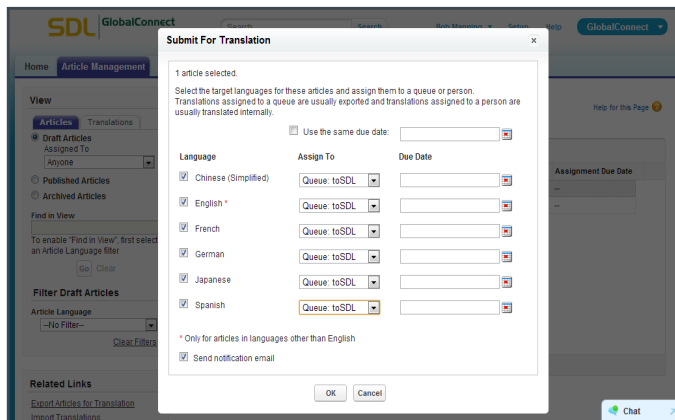 SDL GlobalConnect
Search
Search
Bob Manning
Setup
Help
GlobalConnect
Home
Article Management
View
Articles
Translations
Draft Articles
Assigned To
Anyone
Published Articles
Archived Articles
Find in View
To enable "Find in View", first select
an Article Language filter
Go
Clear
Filter Draft Articles
Article Language
--No Filter--
Clear Filters
Related Links
Export Articles for Translation
Import Translations
Submit For Translation
×
1 article selected.
Select the target languages for these articles and assign them to a queue or person.
Translations assigned to a queue are usually exported and translations assigned to a person are
usually translated internally.
Use the same due date:
Language Assign To Due Date
Chinese (Simplified) Queue: toSDL
English * Queue: toSDL
French Queue: toSDL
German Queue: toSDL
Japanese Queue: toSDL
Spanish Queue: toSDL
* Only for articles in languages other than English
Send notification email
OK Cancel
Help for this Page
Assignment Due Date
--
--
Chat